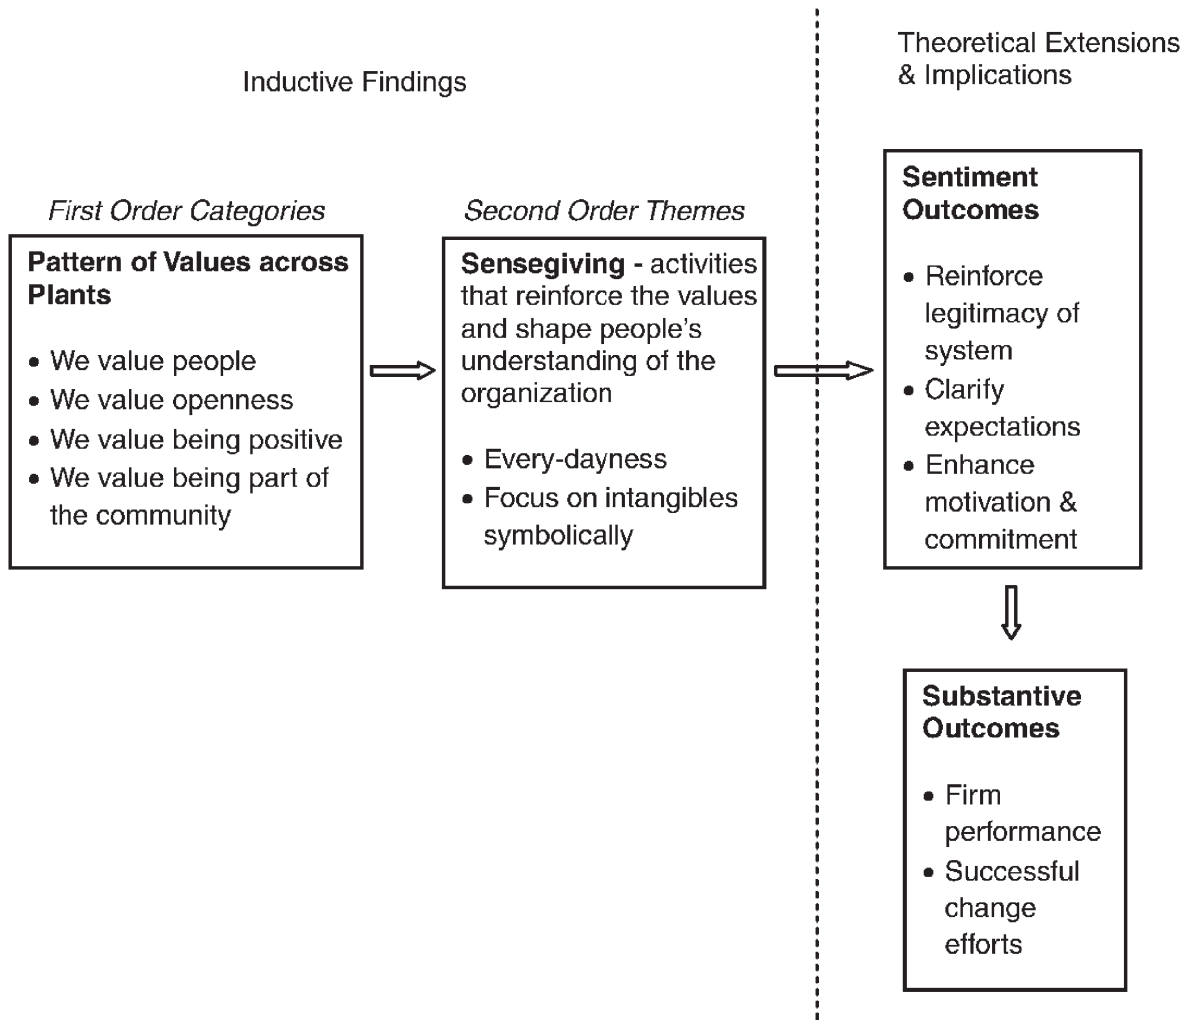 Inductive Findings
Theoretical Extensions
& Implications
First Order Categories
Pattern of Values across
Plants
• We value people
• We value openness
• We value being positive
• We value being part of
the community
Second Order Themes
Sensegiving - activities
that reinforce the values
and shape people's
understanding of the
organization
• Every-dayness
• Focus on intangibles
symbolically
Sentiment
Outcomes
• Reinforce
legitimacy of
system
• Clarify
expectations
• Enhance
motivation &
commitment
Substantive
Outcomes
• Firm
performance
• Successful
change
efforts